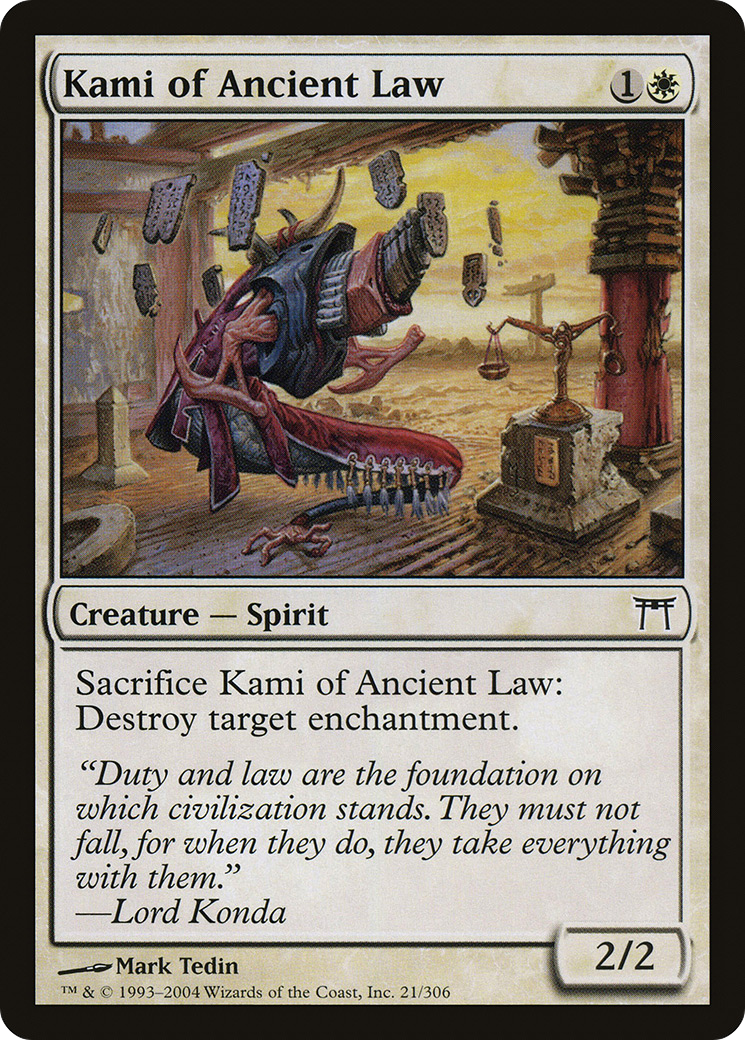 Kami of Ancient Law 1
Creature — Spirit
Sacrifice Kami of Ancient Law:
Destroy target enchantment.
“Duty and law are the foundation on
which civilization stands. They must not
fall, for when they do, they take everything
with them.”
—Lord Konda
2/2
Mark Tedin
™ & © 1993–2004 Wizards of the Coast, Inc. 21/306